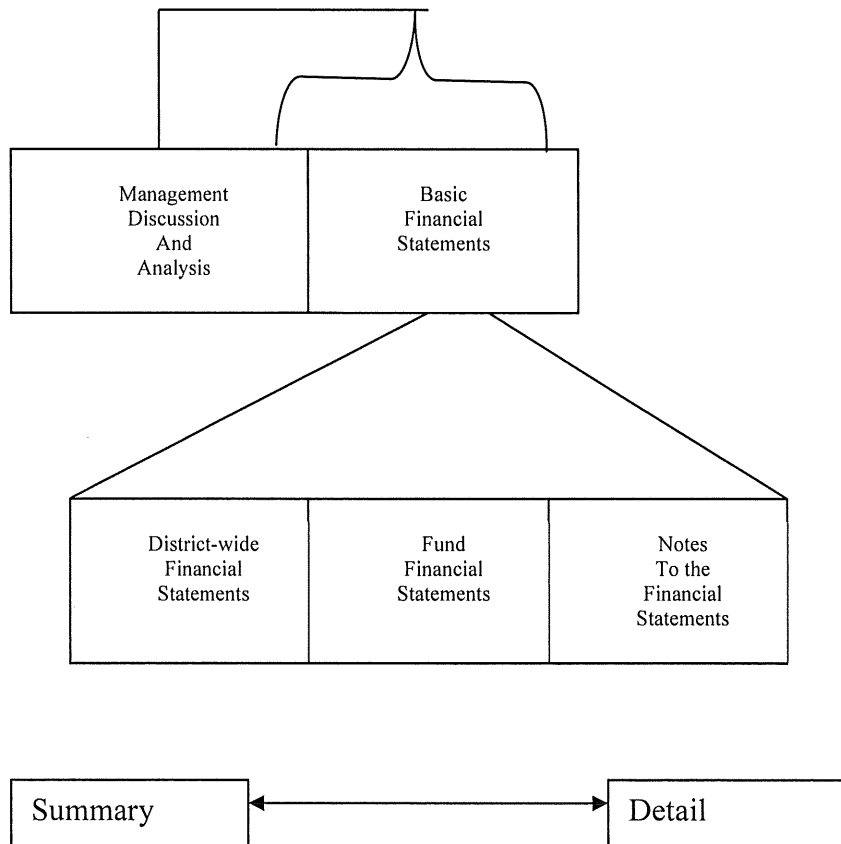 Management
Discussion
And
Analysis
Basic
Financial
Statements
District-wide
Financial
Statements
Fund
Financial
Statements
Notes
To the
Financial
Statements
Summary
Detail